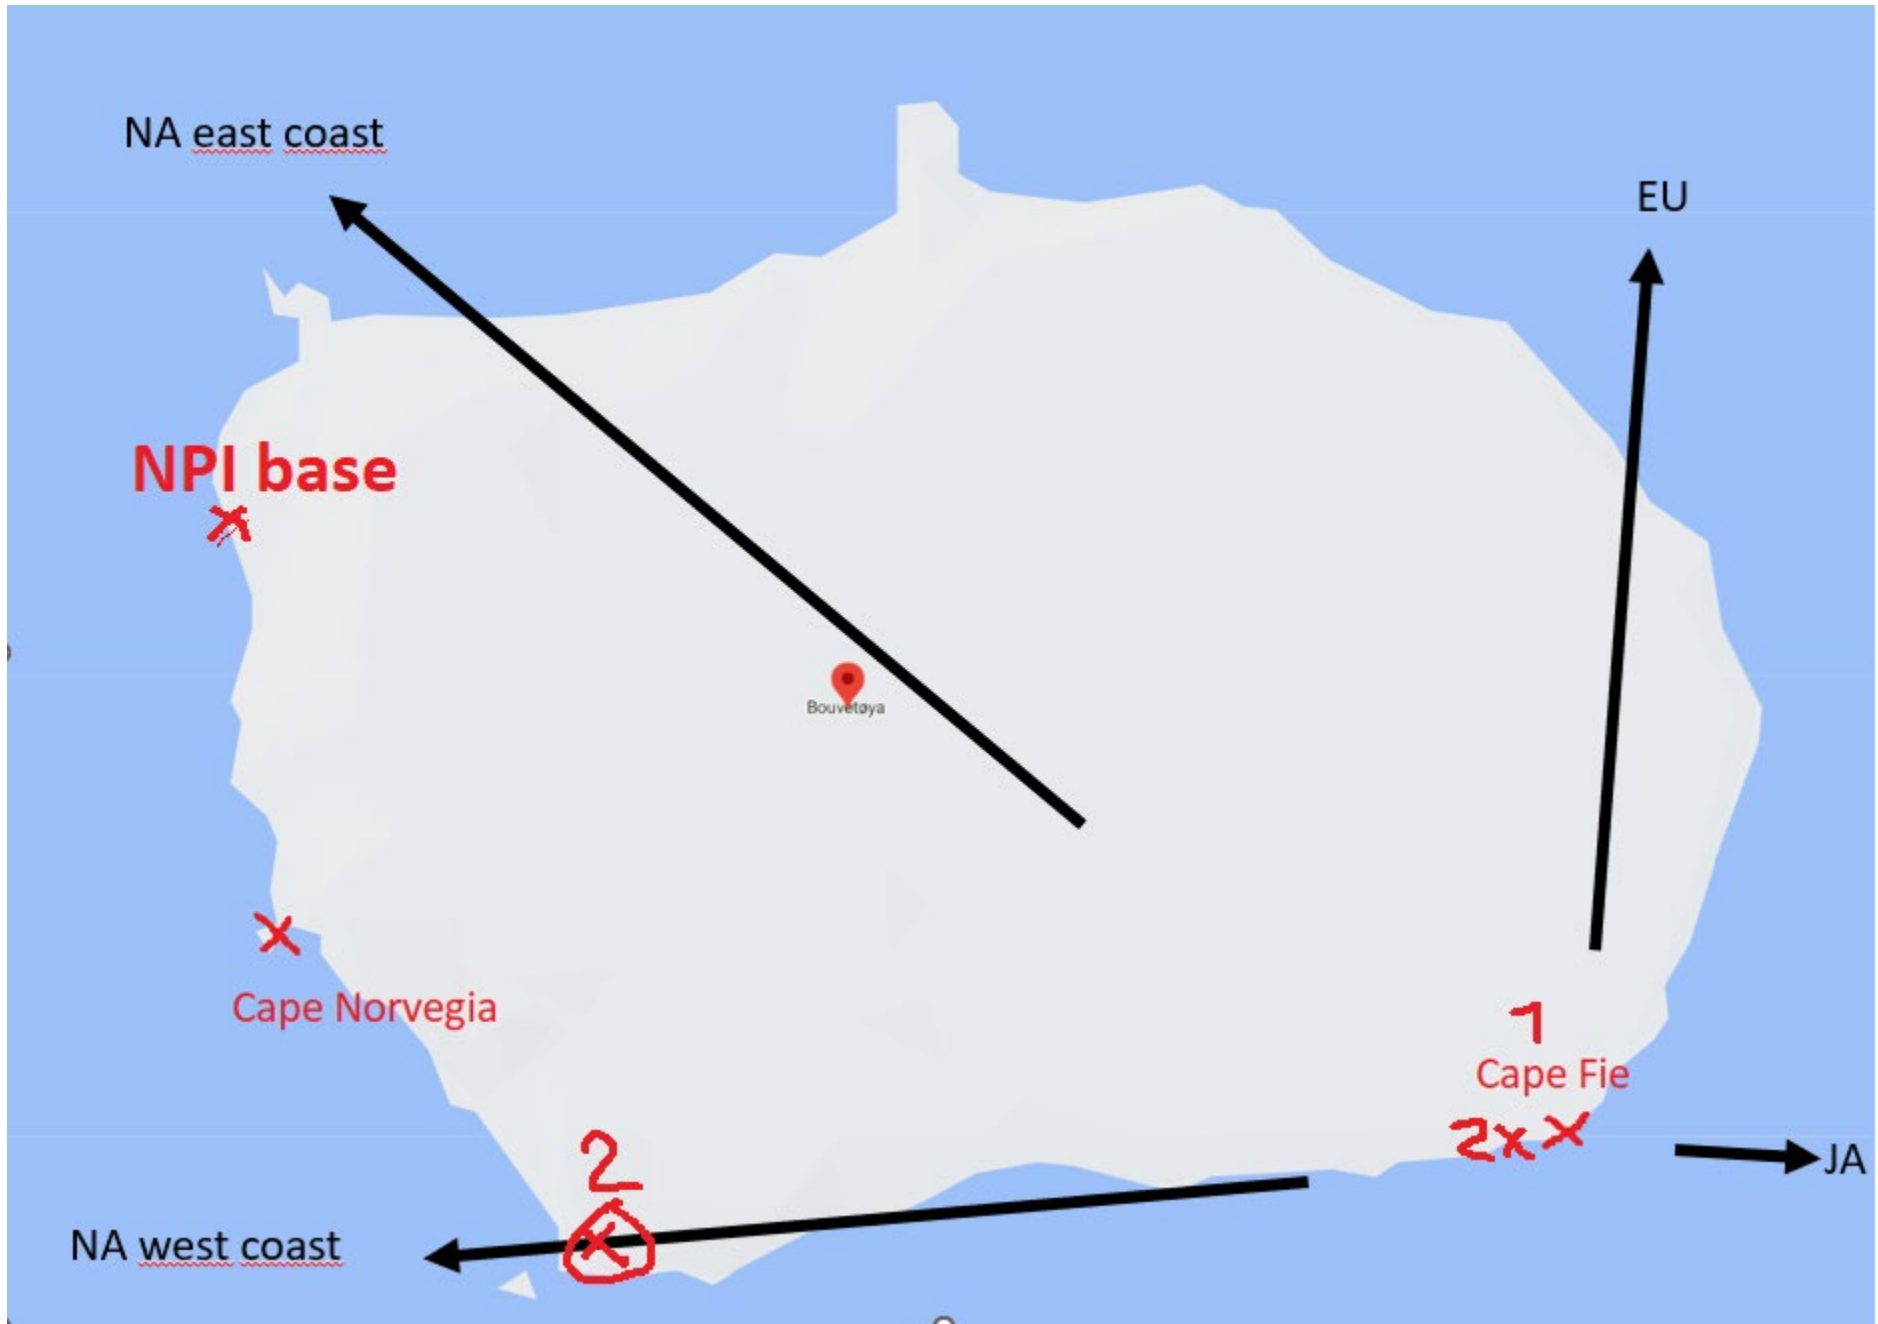 NA east coast
EU
NPI base
Bouvetøya
Cape Norvegia
1
Cape Fie
2x
JA
2
NA west coast